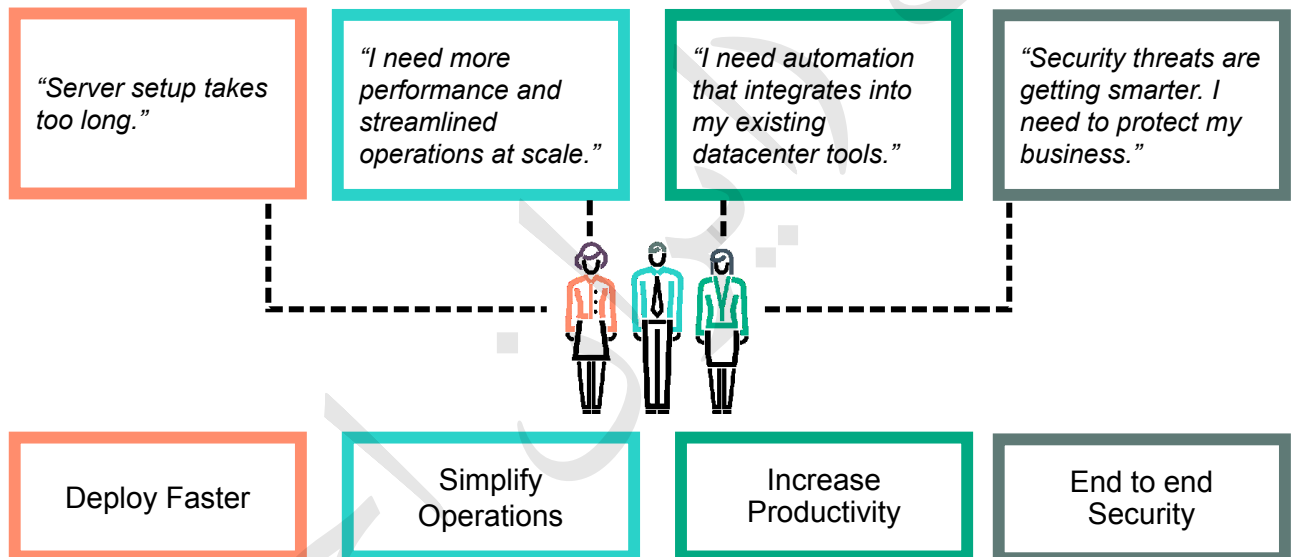 “Server setup takes
too long.”
“I need more
performance and
streamlined
operations at scale.”
“I need automation
that integrates into
my existing
datacenter tools.”
“Security threats are
getting smarter. I
need to protect my
business.”
Deploy Faster
Simplify
Operations
Increase
Productivity
End to end
Security